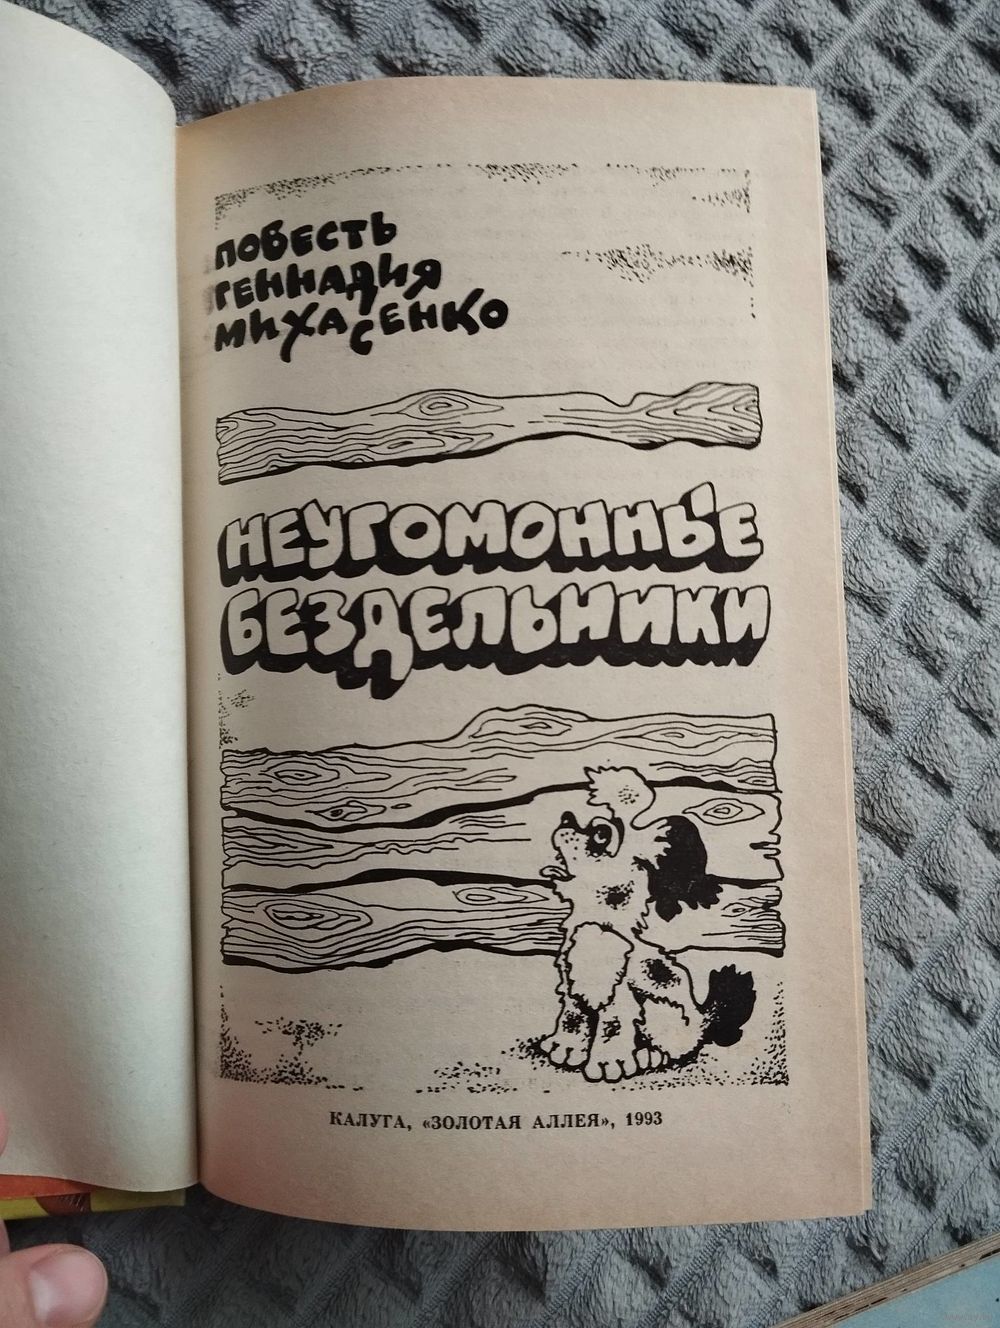 ПОВЕСТЬ
ГЕННАДИЯ
МИХАСЕНКО
НЕУГОМОННЫЕ
БЕЗДЕЛЬНИКИ
КАЛУГА, «ЗОЛОТАЯ АЛЛЕЯ», 1993